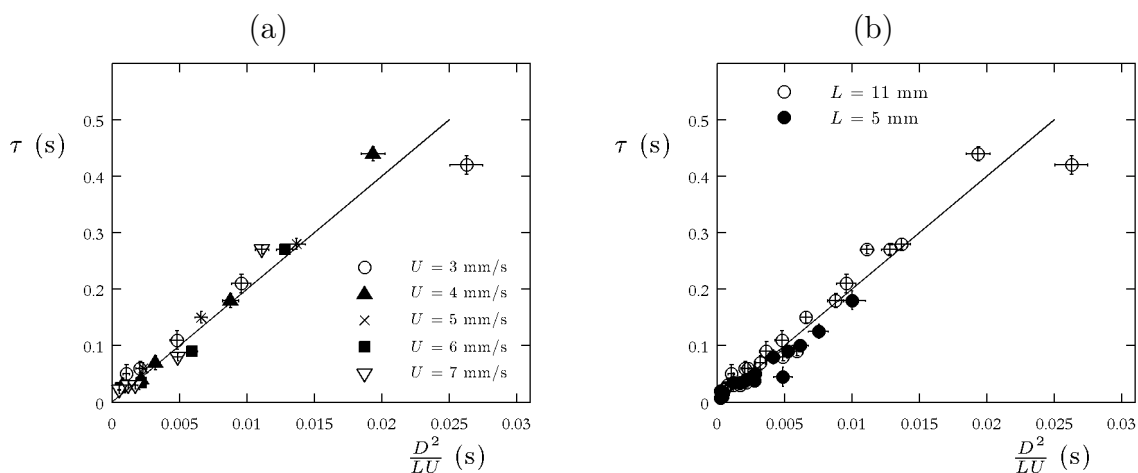 (a)
0.5
τ (s)
0.4
0.3
0.2
0.1
0
U = 3 mm/s
U = 4 mm/s
U = 5 mm/s
U = 6 mm/s
U = 7 mm/s
0 0.005 0.01 0.015 0.02 0.025 0.03
D²/LU (s)
(b)
L = 11 mm
L = 5 mm
0.5
τ (s)
0.4
0.3
0.2
0.1
0
0 0.005 0.01 0.015 0.02 0.025 0.03
D²/LU (s)